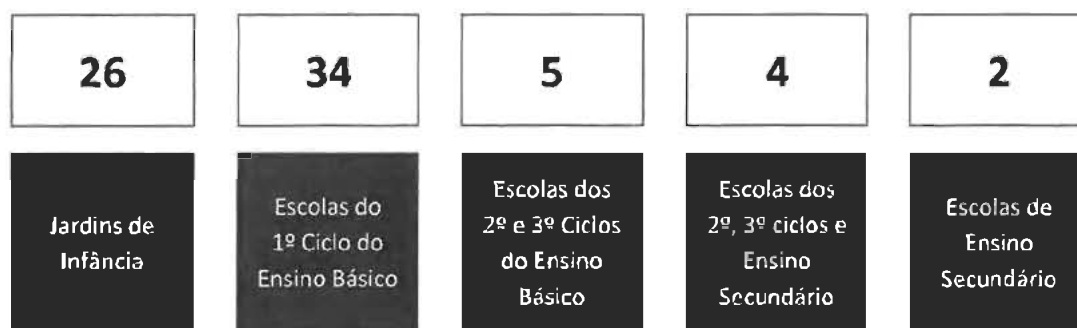 26
34
5
4
2
Jardins de
Infância
Escolas do
1º Ciclo do
Ensino Básico
Escolas dos
2º e 3º Ciclos
do Ensino
Básico
Escolas dos
2º, 3º ciclos e
Ensino
Secundário
Escolas de
Ensino
Secundário